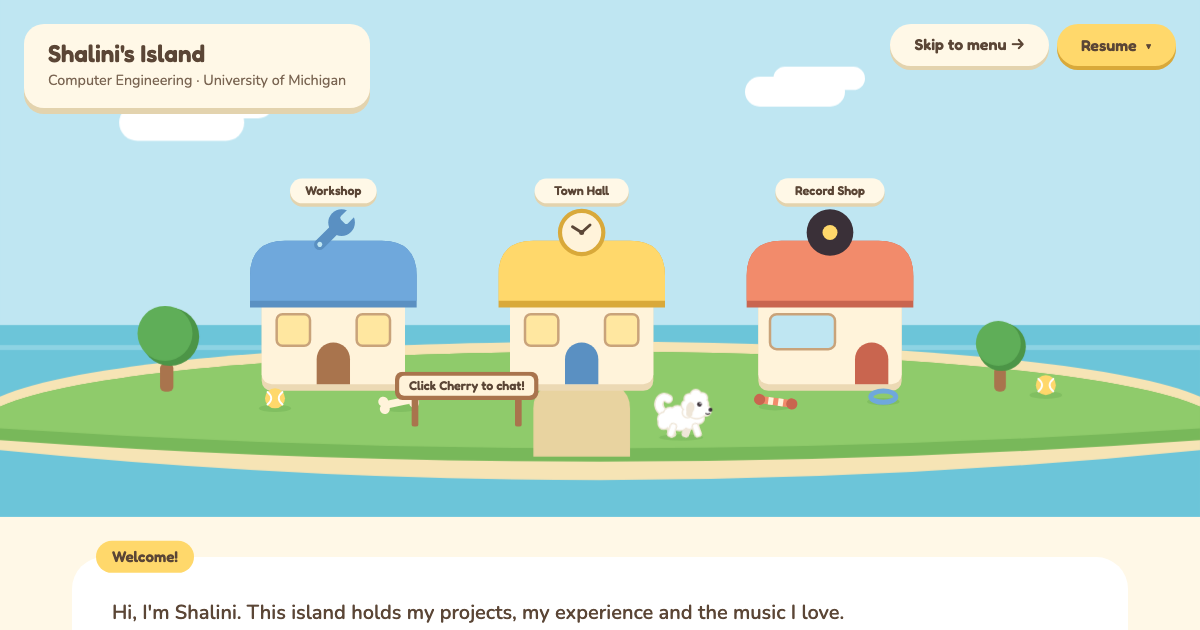 Shalini's Island
Computer Engineering · University of Michigan
Skip to menu →
Resume ▼
Workshop
Town Hall
Record Shop
Click Cherry to chat!
Welcome!
Hi, I'm Shalini. This island holds my projects, my experience and the music I love.